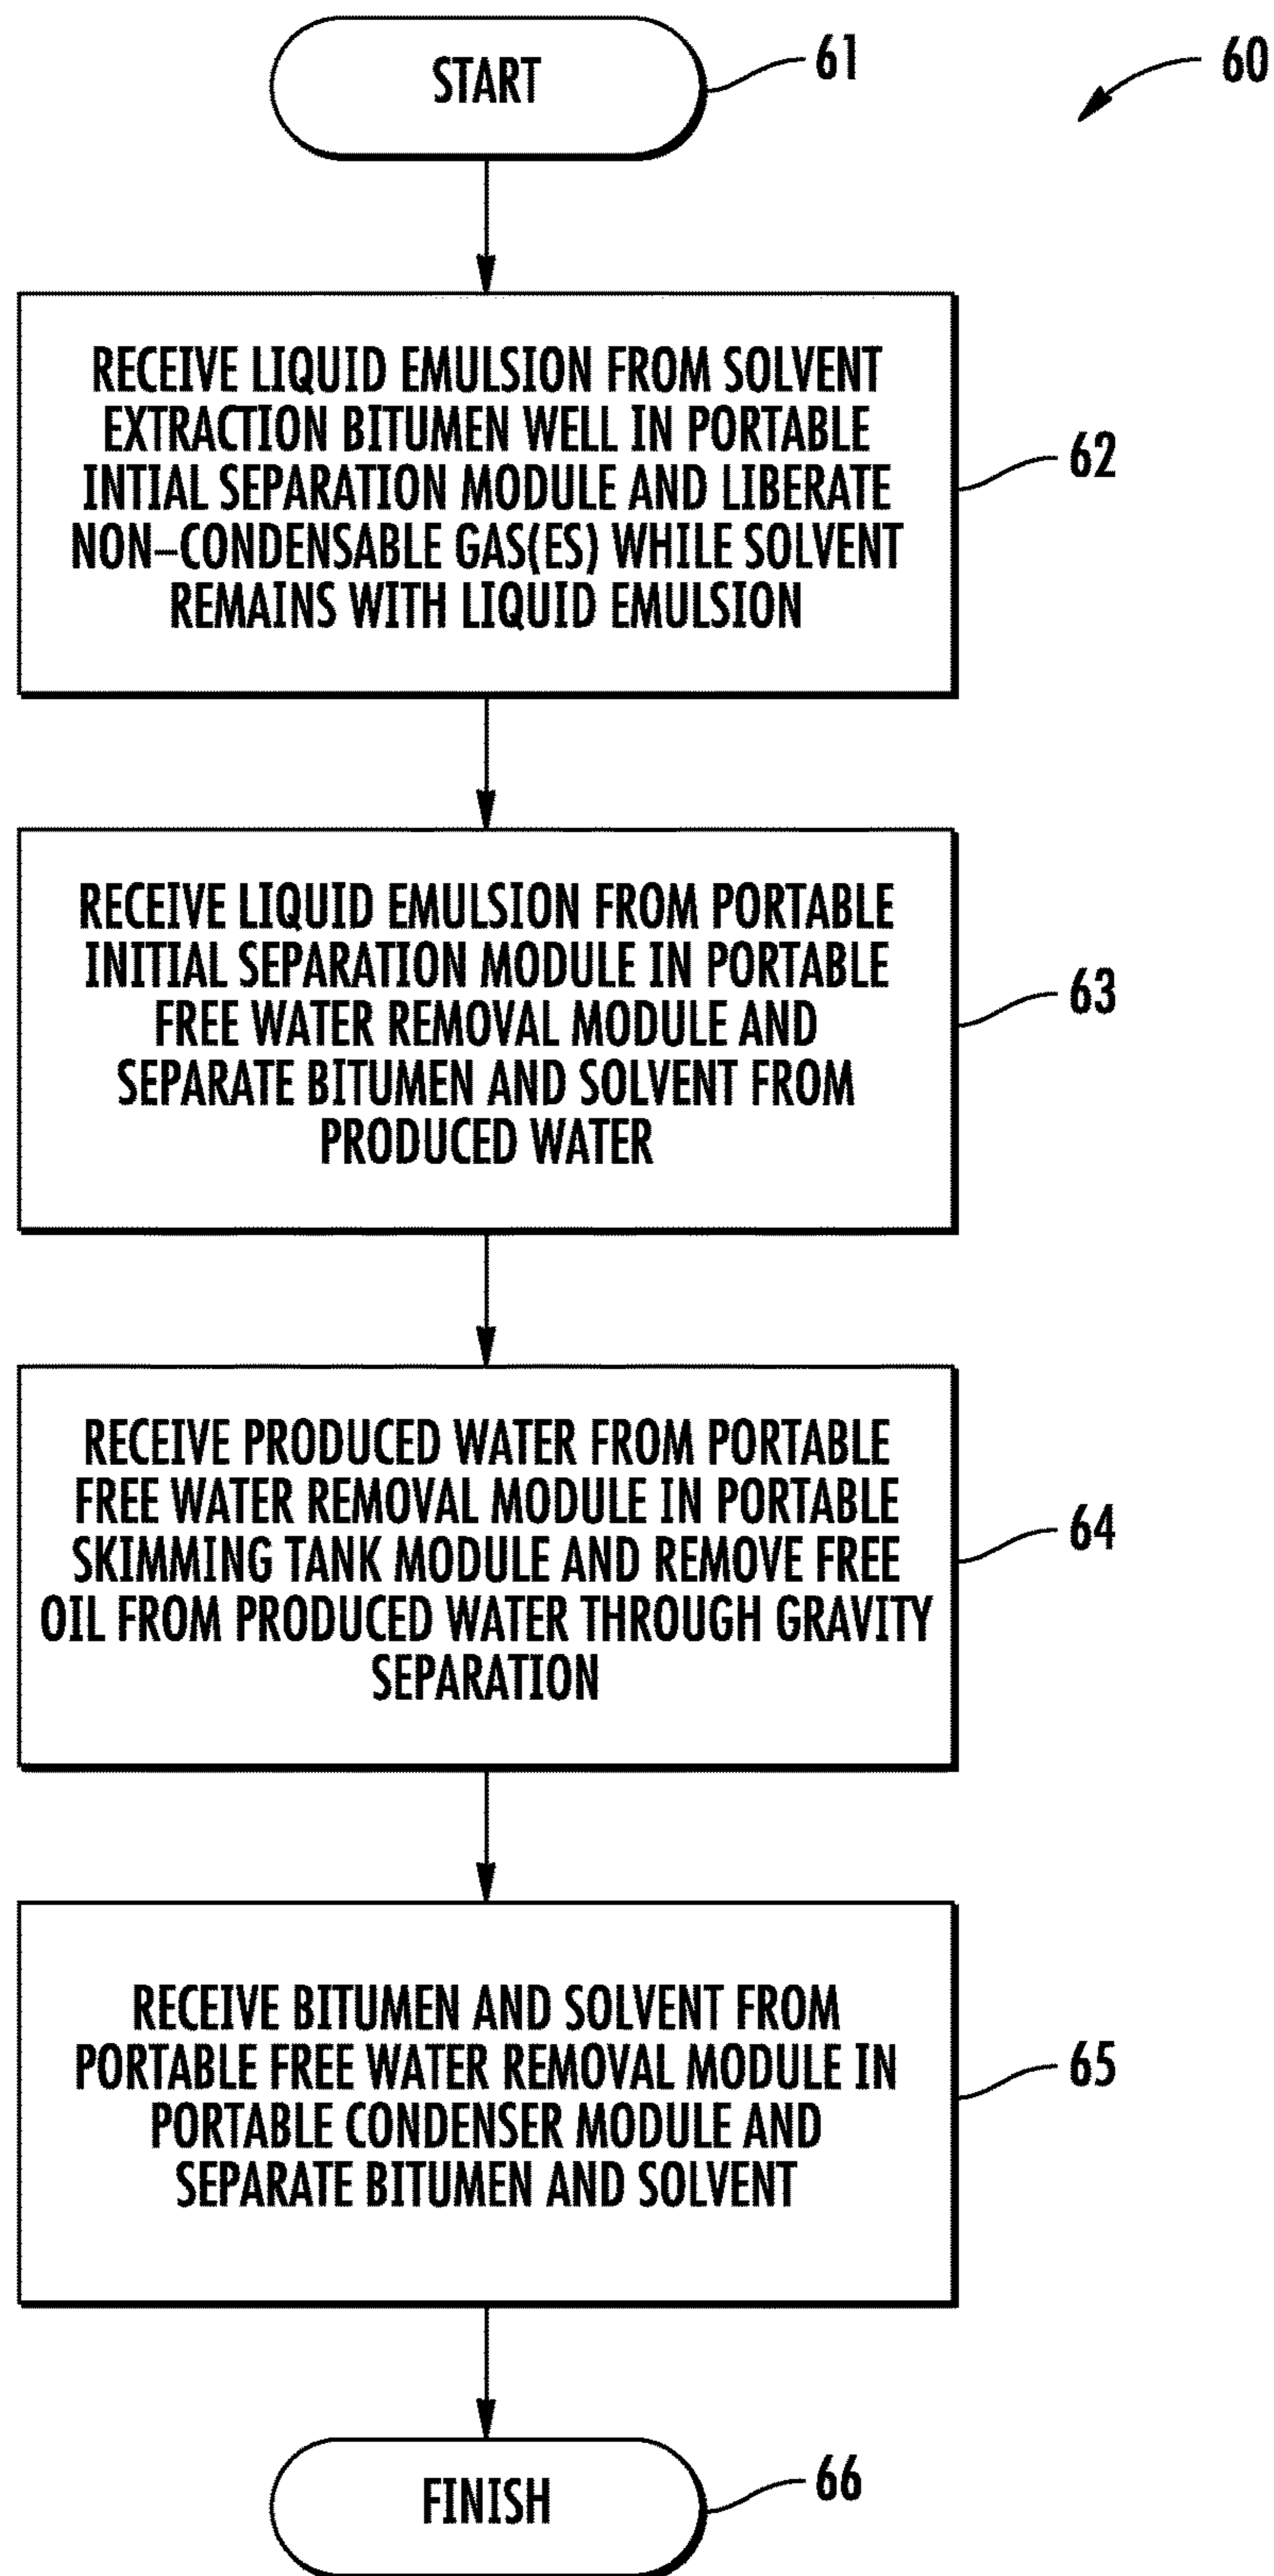 START
61
60
RECEIVE LIQUID EMULSION FROM SOLVENT
EXTRACTION BITUMEN WELL IN PORTABLE
INTIAL SEPARATION MODULE AND LIBERATE
NON–CONDENSABLE GAS(ES) WHILE SOLVENT
REMAINS WITH LIQUID EMULSION
62
RECEIVE LIQUID EMULSION FROM PORTABLE
INITIAL SEPARATION MODULE IN PORTABLE
FREE WATER REMOVAL MODULE AND
SEPARATE BITUMEN AND SOLVENT FROM
PRODUCED WATER
63
RECEIVE PRODUCED WATER FROM PORTABLE
FREE WATER REMOVAL MODULE IN PORTABLE
SKIMMING TANK MODULE AND REMOVE FREE
OIL FROM PRODUCED WATER THROUGH GRAVITY
SEPARATION
64
RECEIVE BITUMEN AND SOLVENT FROM
PORTABLE FREE WATER REMOVAL MODULE IN
PORTABLE CONDENSER MODULE AND
SEPARATE BITUMEN AND SOLVENT
65
FINISH
66